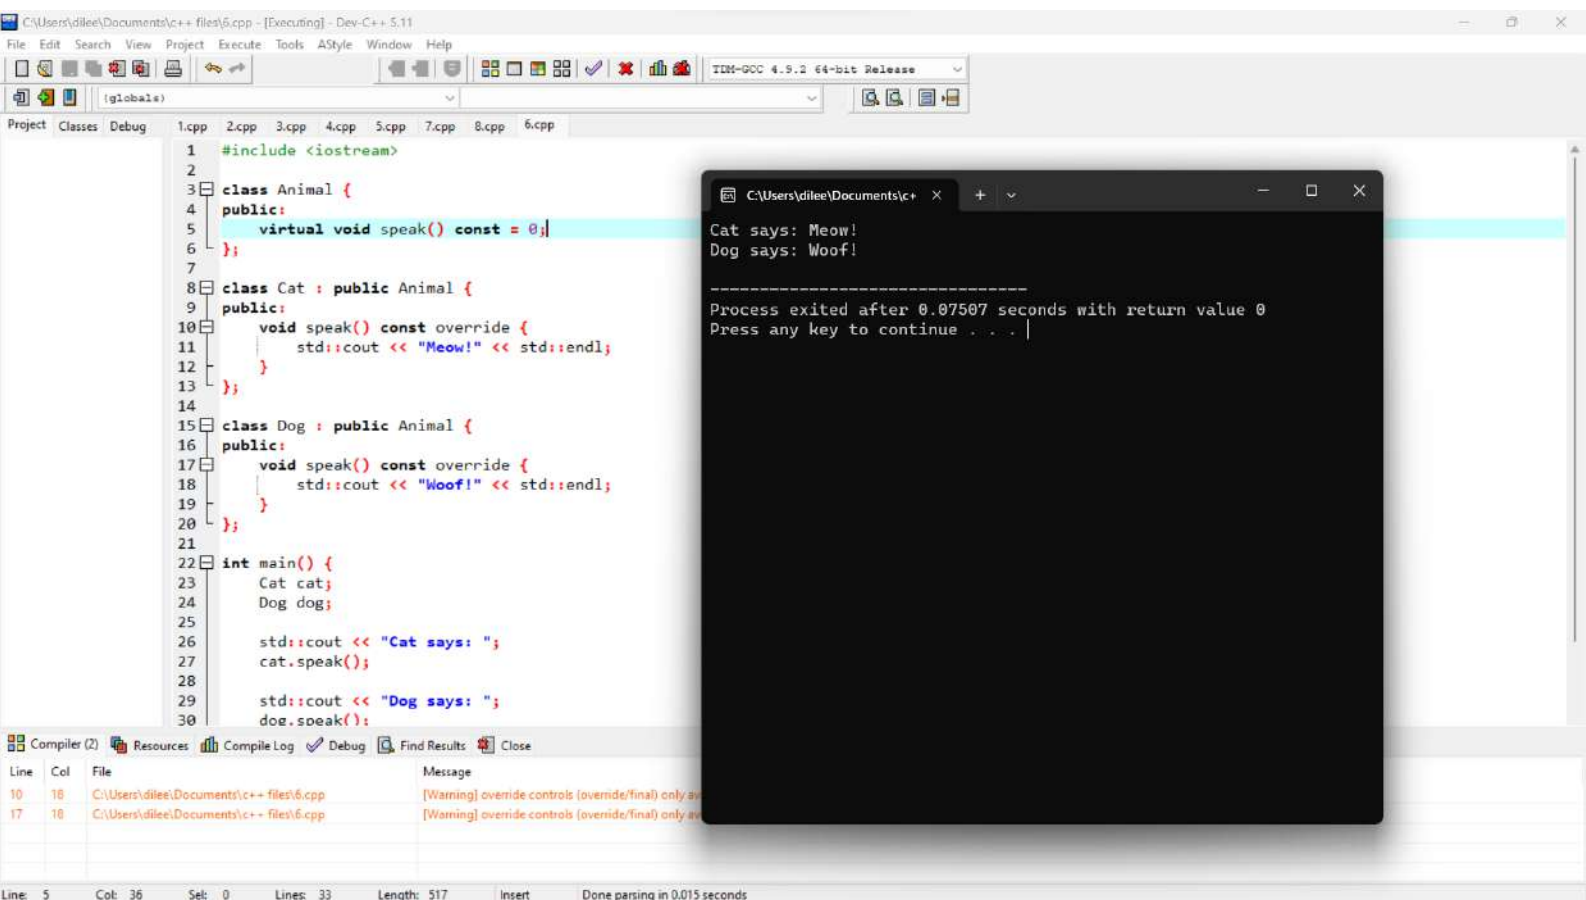 C:\Users\dilee\Documents\c++ files\6.cpp - [Executing] - Dev-C++ 5.11
File Edit Search View Project Execute Tools AStyle Window Help
TDM-GCC 4.9.2 64-bit Release
(globals)
Project Classes Debug 1.cpp 2.cpp 3.cpp 4.cpp 5.cpp 7.cpp 8.cpp 6.cpp
1 #include <iostream>
2
3 class Animal {
4 public:
5 virtual void speak() const = 0;
6 };
7
8 class Cat : public Animal {
9 public:
10 void speak() const override {
11 std::cout << "Meow!" << std::endl;
12 }
13 };
14
15 class Dog : public Animal {
16 public:
17 void speak() const override {
18 std::cout << "Woof!" << std::endl;
19 }
20 };
21
22 int main() {
23 Cat cat;
24 Dog dog;
25
26 std::cout << "Cat says: ";
27 cat.speak();
28
29 std::cout << "Dog says: ";
30 dog.speak();
C:\Users\dilee\Documents\c+
Cat says: Meow!
Dog says: Woof!
--------------------------------
Process exited after 0.07507 seconds with return value 0
Press any key to continue . . .
Compiler (2) Resources Compile Log Debug Find Results Close
Line Col File Message
10 18 C:\Users\dilee\Documents\c++ files\6.cpp [Warning] override controls (override/final) only
17 18 C:\Users\dilee\Documents\c++ files\6.cpp [Warning] override controls (override/final) only
Line: 5 Col: 36 Sel: 0 Lines: 33 Length: 517 Insert Done parsing in 0.015 seconds